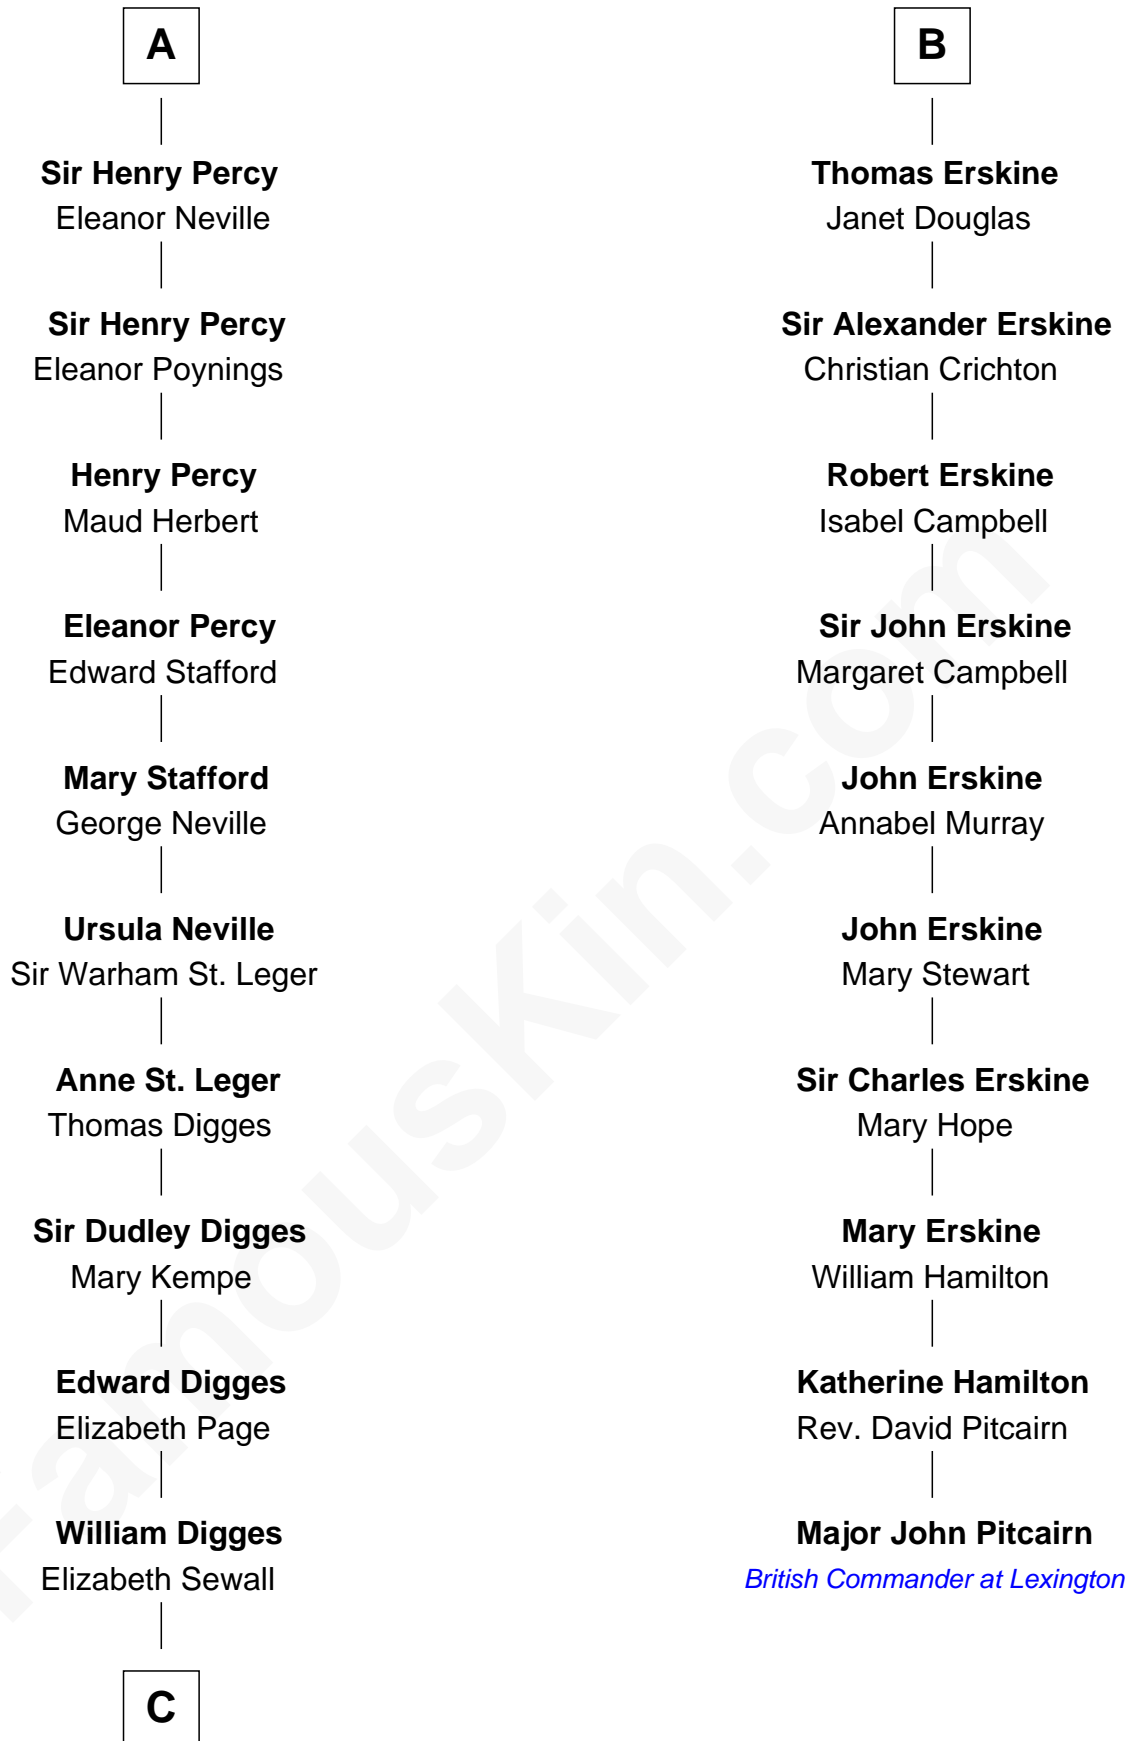 A
Sir Henry Percy
Eleanor Neville
Sir Henry Percy
Eleanor Poynings
Henry Percy
Maud Herbert
Eleanor Percy
Edward Stafford
Mary Stafford
George Neville
Ursula Neville
Sir Warham St. Leger
Anne St. Leger
Thomas Digges
Sir Dudley Digges
Mary Kempe
Edward Digges
Elizabeth Page
William Digges
Elizabeth Sewall
C
B
Thomas Erskine
Janet Douglas
Sir Alexander Erskine
Christian Crichton
Robert Erskine
Isabel Campbell
Sir John Erskine
Margaret Campbell
John Erskine
Annabel Murray
John Erskine
Mary Stewart
Sir Charles Erskine
Mary Hope
Mary Erskine
William Hamilton
Katherine Hamilton
Rev. David Pitcairn
Major John Pitcairn
British Commander at Lexington
FamousKin.com